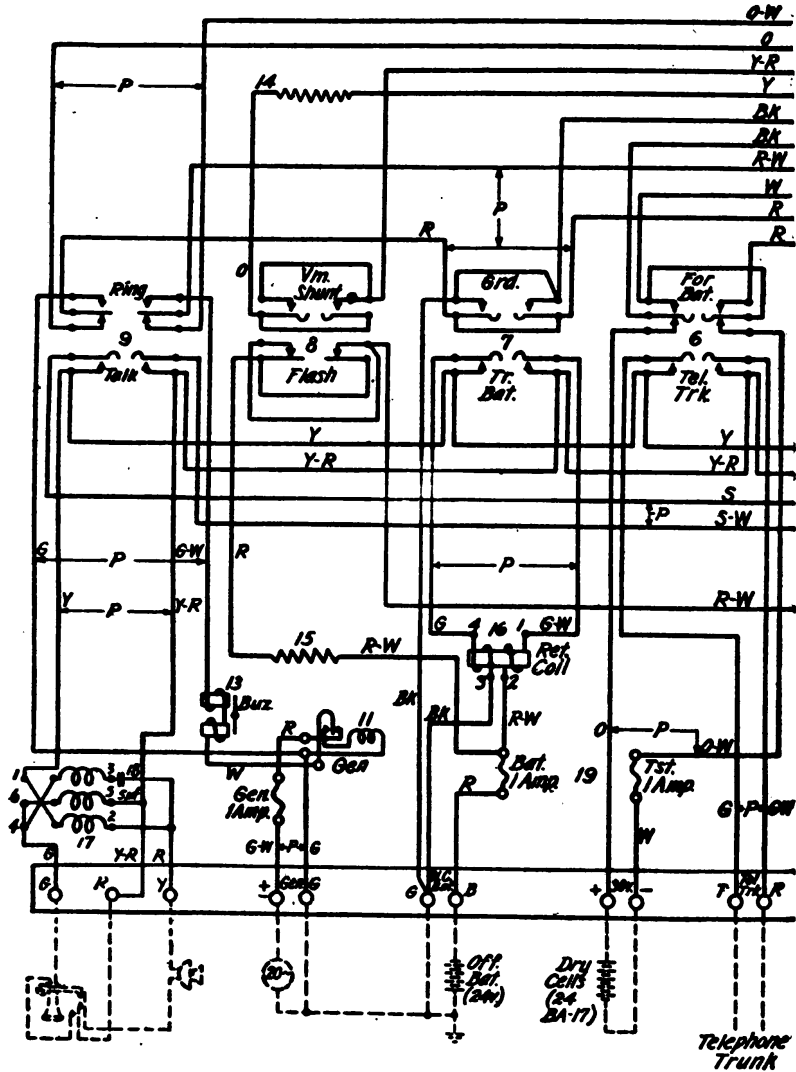 O-W
O
Y-R
P
14
Y
BK
BK
R-W
W
P
R
R
R
O
Ring
Vm. Shunt
Grd.
For. Bat.
9
8
7
6
Talk
Flash
Tr. Bat.
Tel. Trk.
Y
Y
Y-R
Y-R
S
P
S-W
G
P
G-W
R
P
Y
P
Y-R
R-W
G
4
16
1
G-W
15
R-W
Ret. Coil
3
2
13
Buz.
BK
BK
R-W
R
11
O
P
O-W
W
Gen
Bat. 1 Amp.
19
Tst. 1 Amp.
1
3
18
6
5
Gen. 1 Amp.
R
4
2
17
G
P
G-W
G
Y-R
R
G-W
P
G
W
G
R
Y
+
-
Gen
G
G
B
+
-
T
Tel Trk
R
20~
Off. Bat. (24v.)
Dry Cells (24 BA-17)
Telephone Trunk